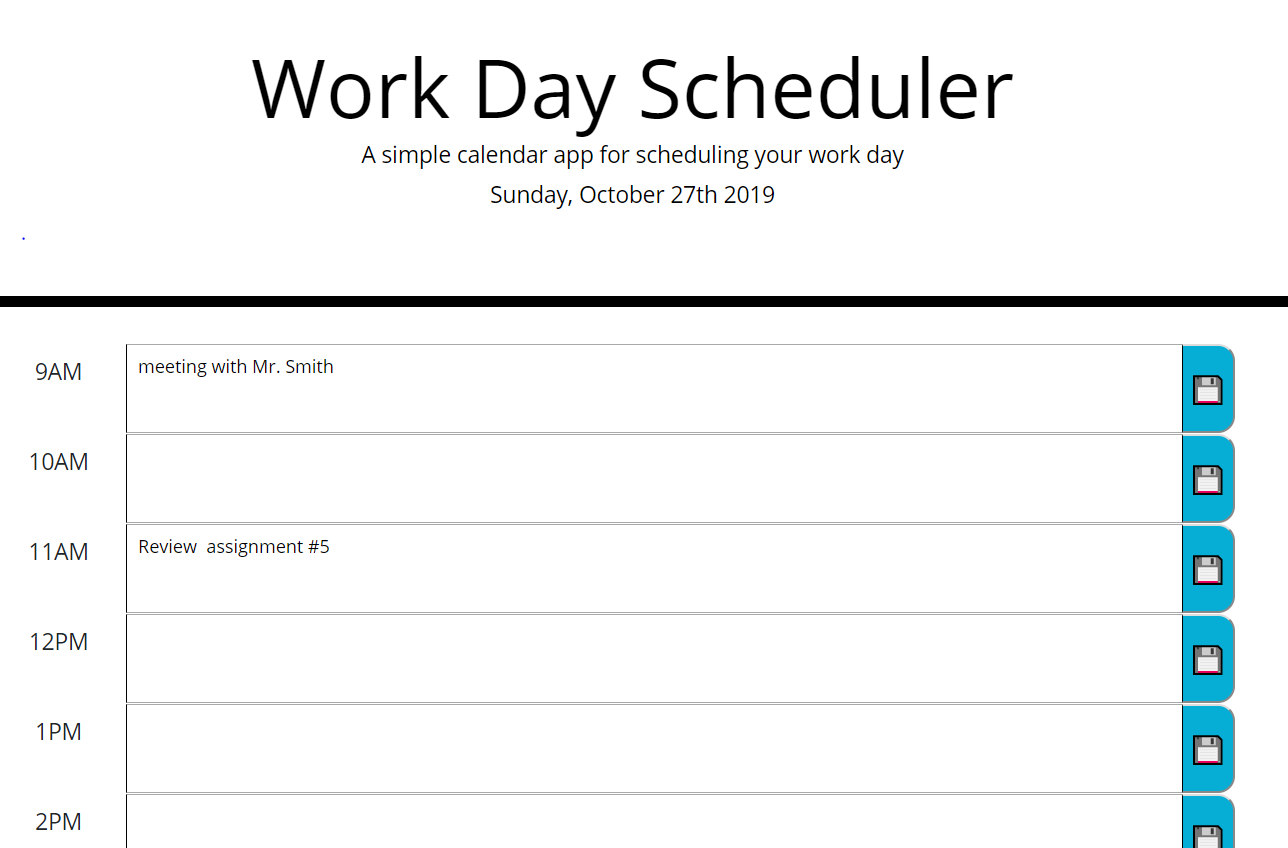 Work Day Scheduler
A simple calendar app for scheduling your work day
Sunday, October 27th 2019
.
9AM
meeting with Mr. Smith
10AM
11AM
Review  assignment #5
12PM
1PM
2PM